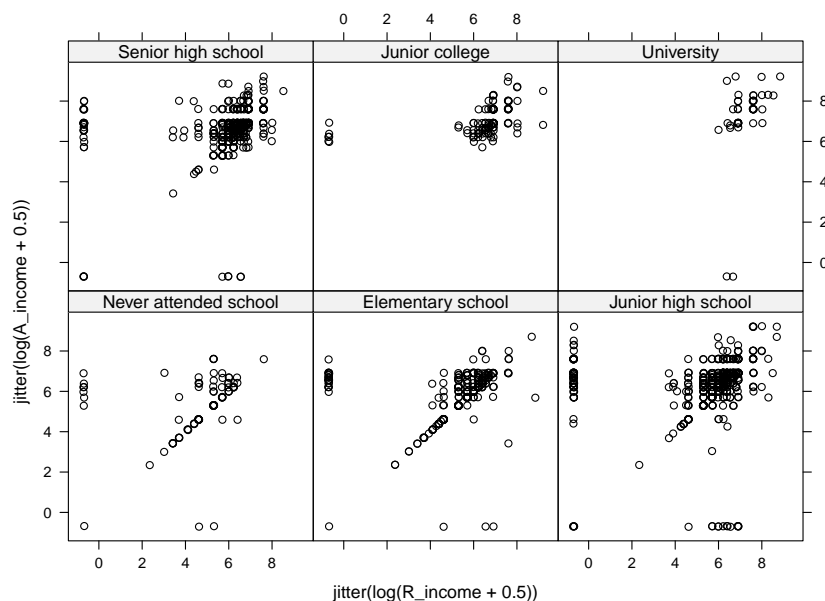 0 2 4 6 8
Senior high school Junior college University
0 2 4 6 8
Never attended school Elementary school Junior high school
0 2 4 6 8
0 2 4 6 8 0 2 4 6 8
jitter(log(R_income + 0.5))
jitter(log(A_income + 0.5))